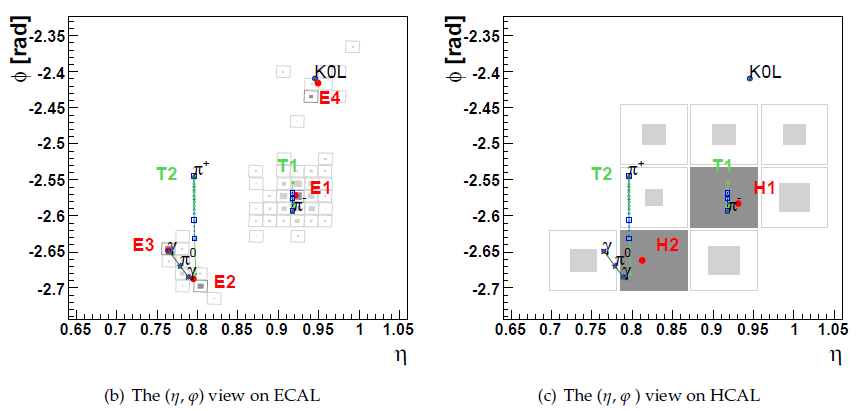 ϕ [rad]
-2.35
-2.4
-2.45
-2.5
-2.55
-2.6
-2.65
-2.7
K0L
E4
T2
π+
T1
E1
π-
E3
γ
π0
γ
E2
0.65 0.7 0.75 0.8 0.85 0.9 0.95 1 1.05
η
(b) The (η, φ) view on ECAL
ϕ [rad]
-2.35
-2.4
-2.45
-2.5
-2.55
-2.6
-2.65
-2.7
K0L
T2
π+
T1
H1
π-
H2
γ
π0
γ
0.65 0.7 0.75 0.8 0.85 0.9 0.95 1 1.05
η
(c) The (η, φ ) view on HCAL